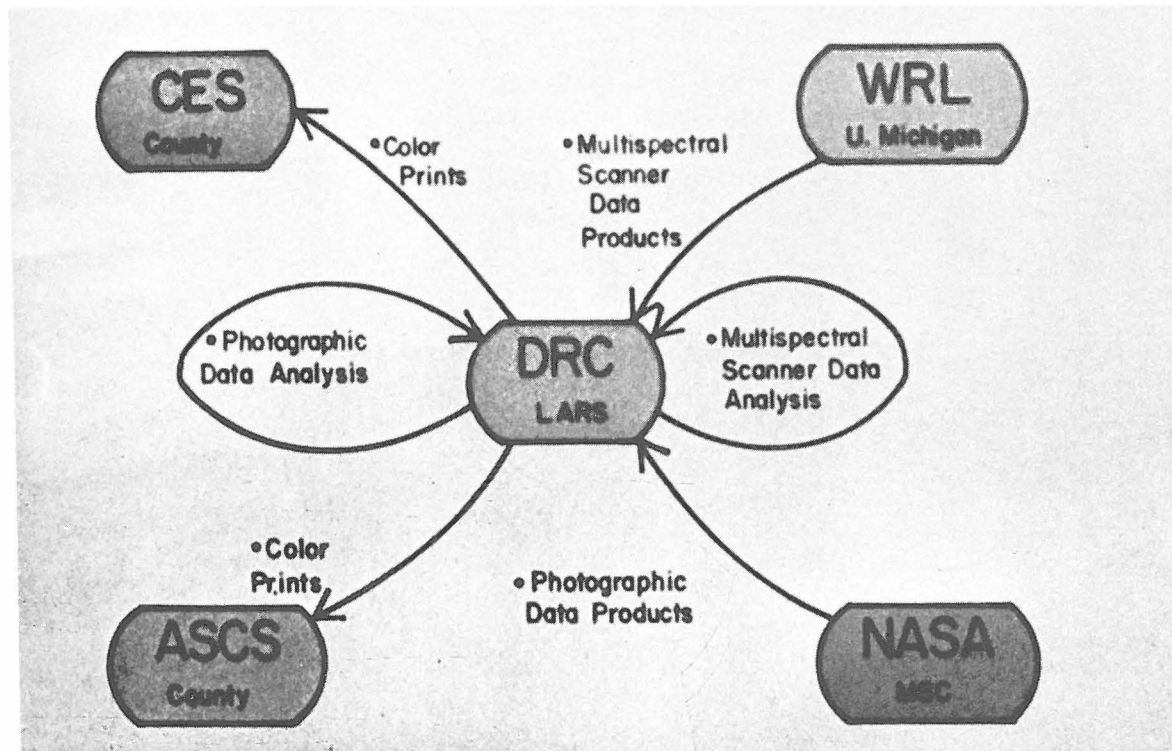 CES
County
• Color
Prints
WRL
U. Michigan
• Multispectral
Scanner
Data
Products
• Photographic
Data Analysis
DRC
LARS
• Multispectral
Scanner Data
Analysis
• Color
Prints
ASCS
County
• Photographic
Data Products
NASA
MSC